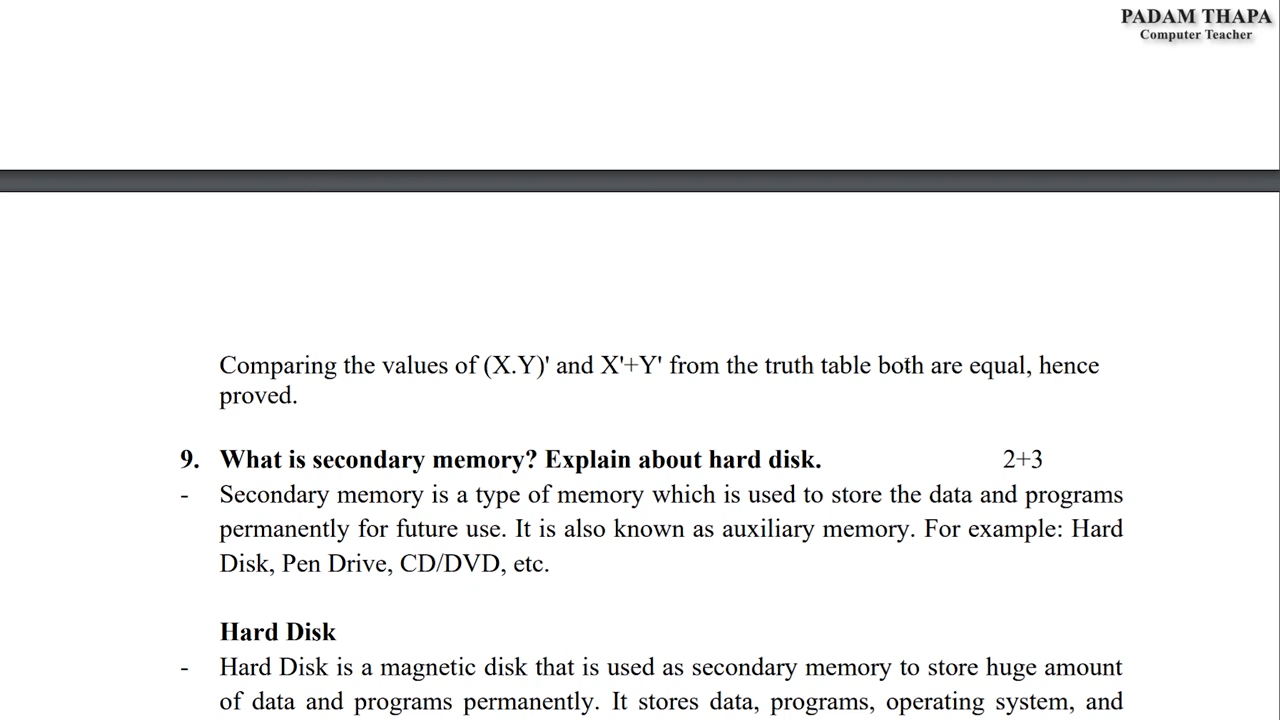 PADAM THAPA
Computer Teacher
Comparing the values of (X.Y)' and X'+Y' from the truth table both are equal, hence
proved.
9. What is secondary memory? Explain about hard disk. 2+3
- Secondary memory is a type of memory which is used to store the data and programs
permanently for future use. It is also known as auxiliary memory. For example: Hard
Disk, Pen Drive, CD/DVD, etc.
Hard Disk
- Hard Disk is a magnetic disk that is used as secondary memory to store huge amount
of data and programs permanently. It stores data, programs, operating system, and